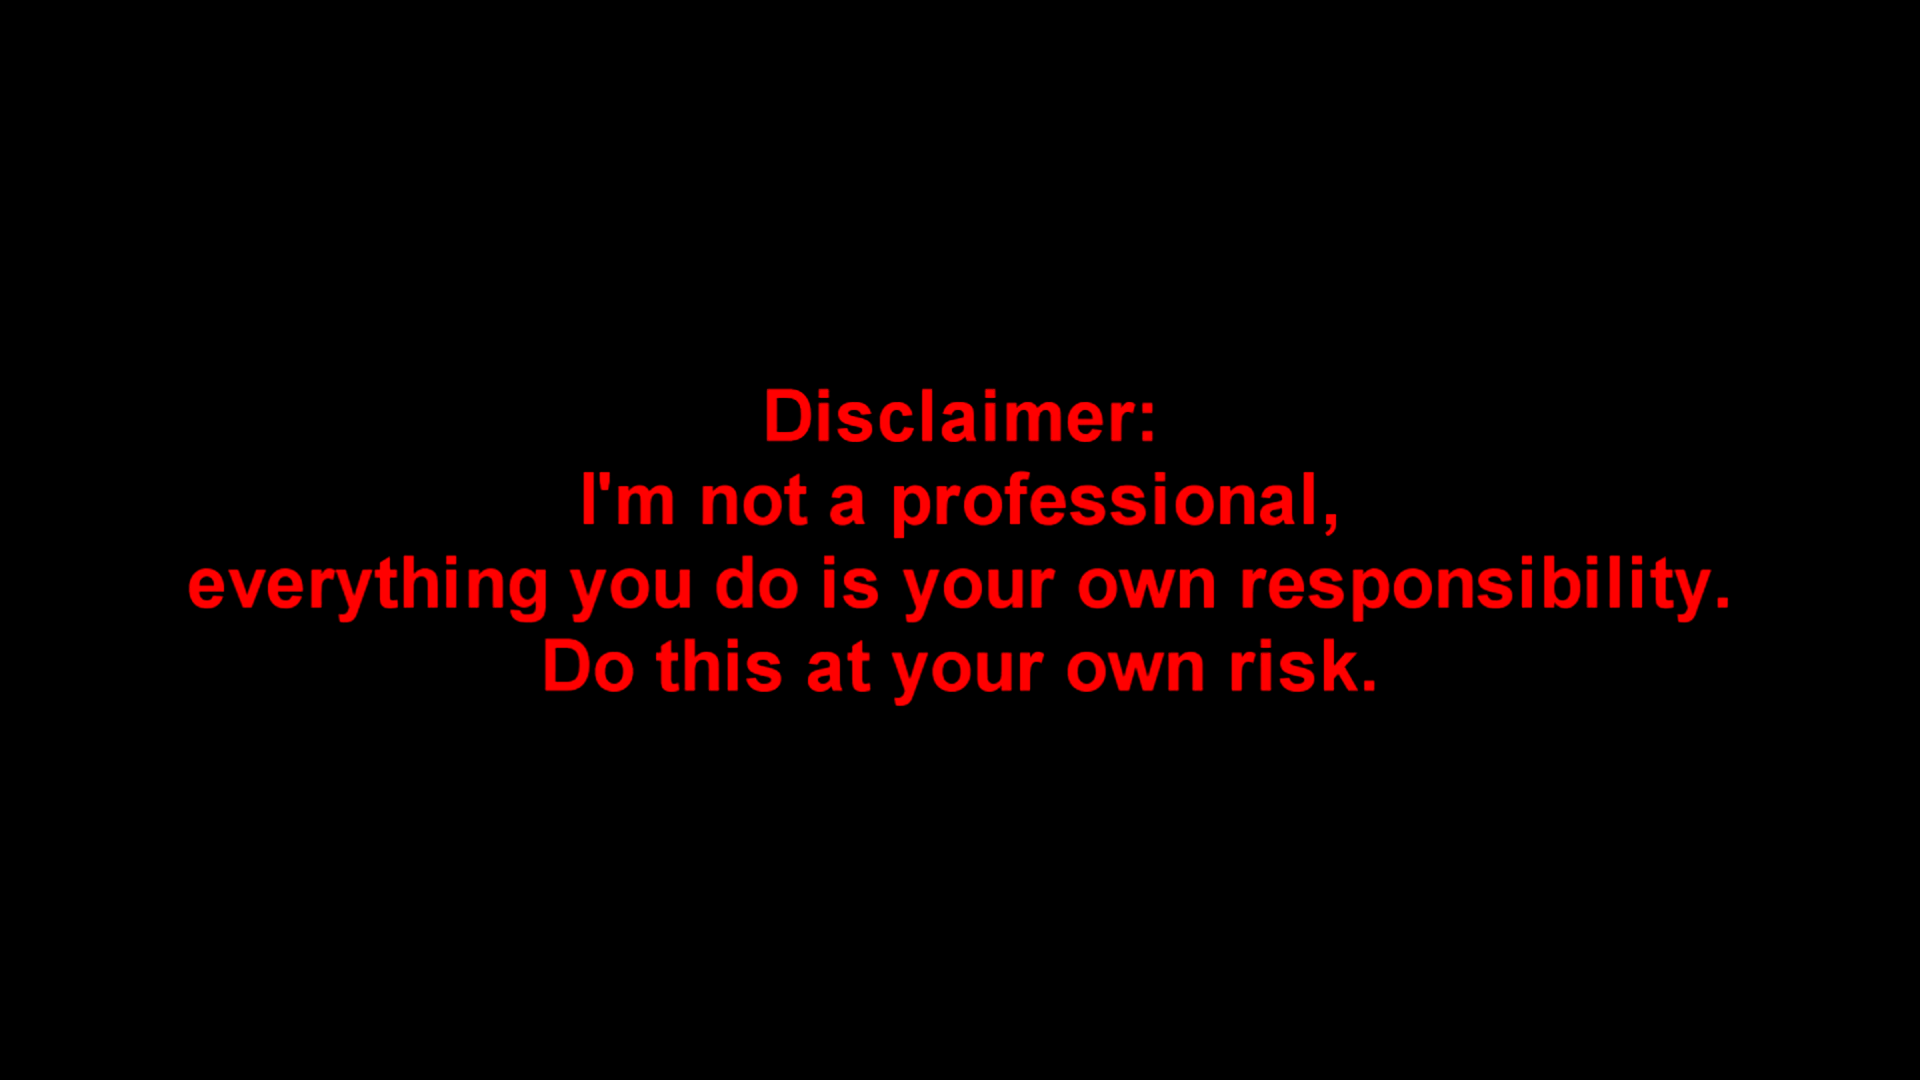 Disclaimer:
I'm not a professional,
everything you do is your own responsibility.
Do this at your own risk.